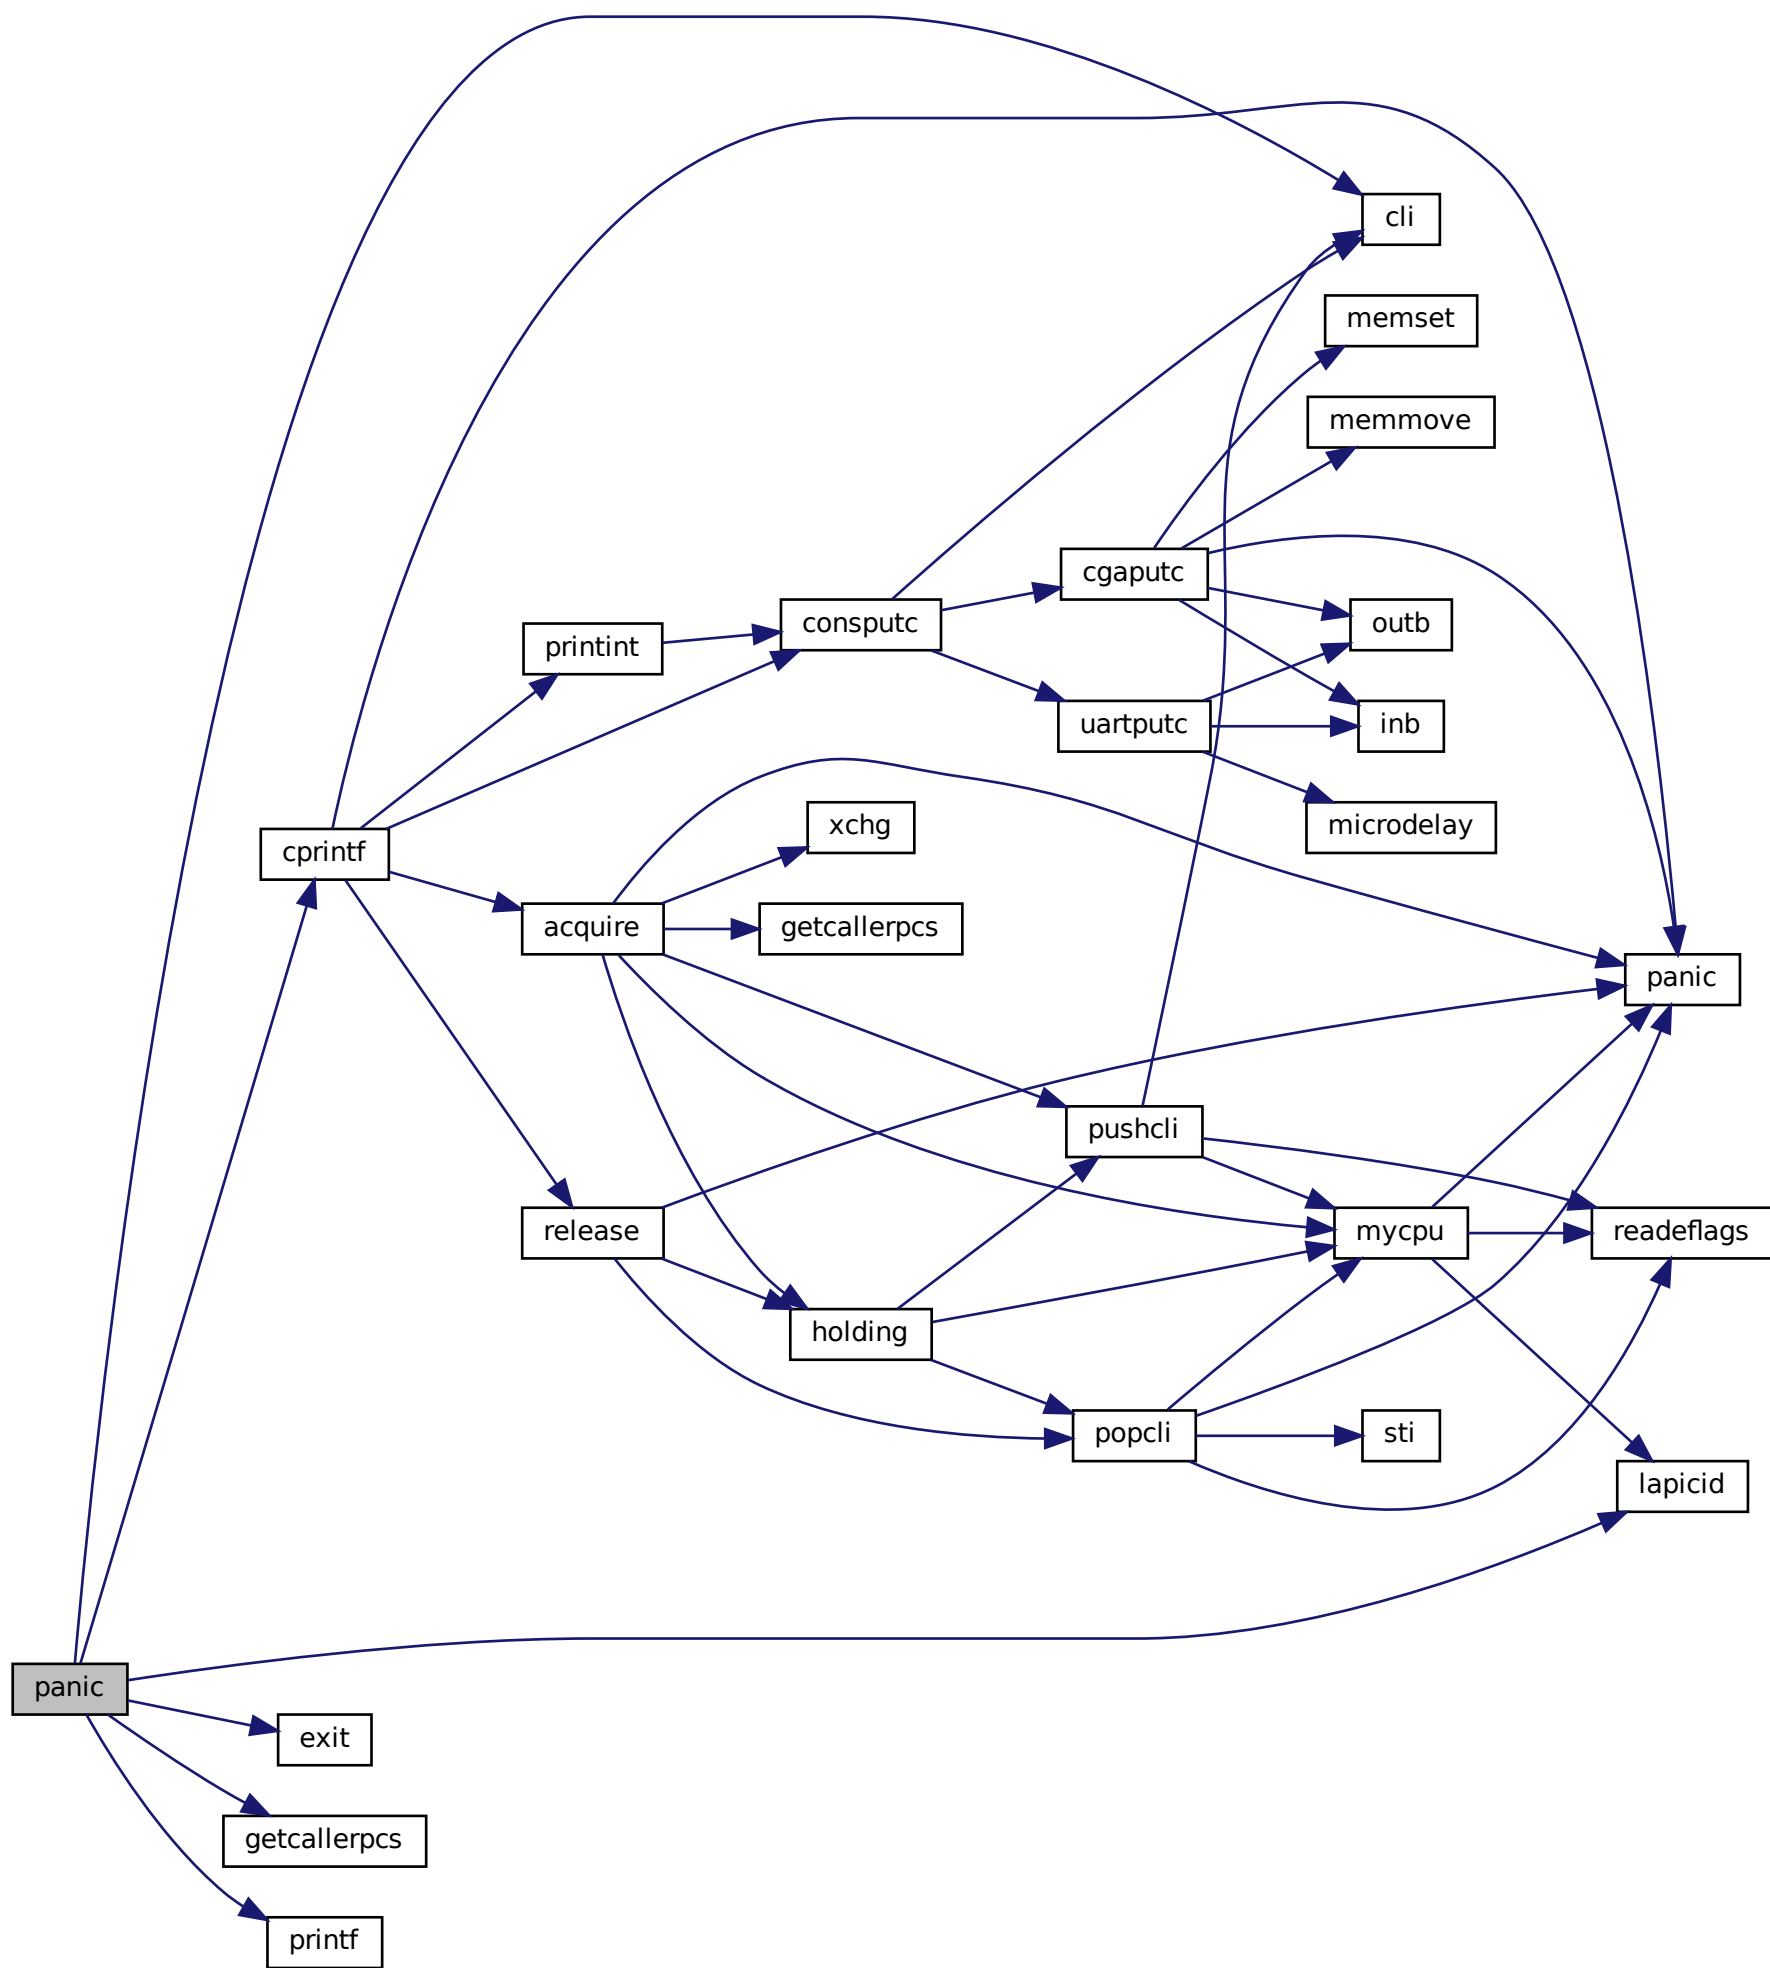 cli
memset
memmove
cgaputc
consputc
outb
printint
uartputc
inb
xchg
microdelay
cprintf
acquire
getcallerpcs
panic
pushcli
release
mycpu
readeflags
holding
popcli
sti
lapicid
panic
exit
getcallerpcs
printf